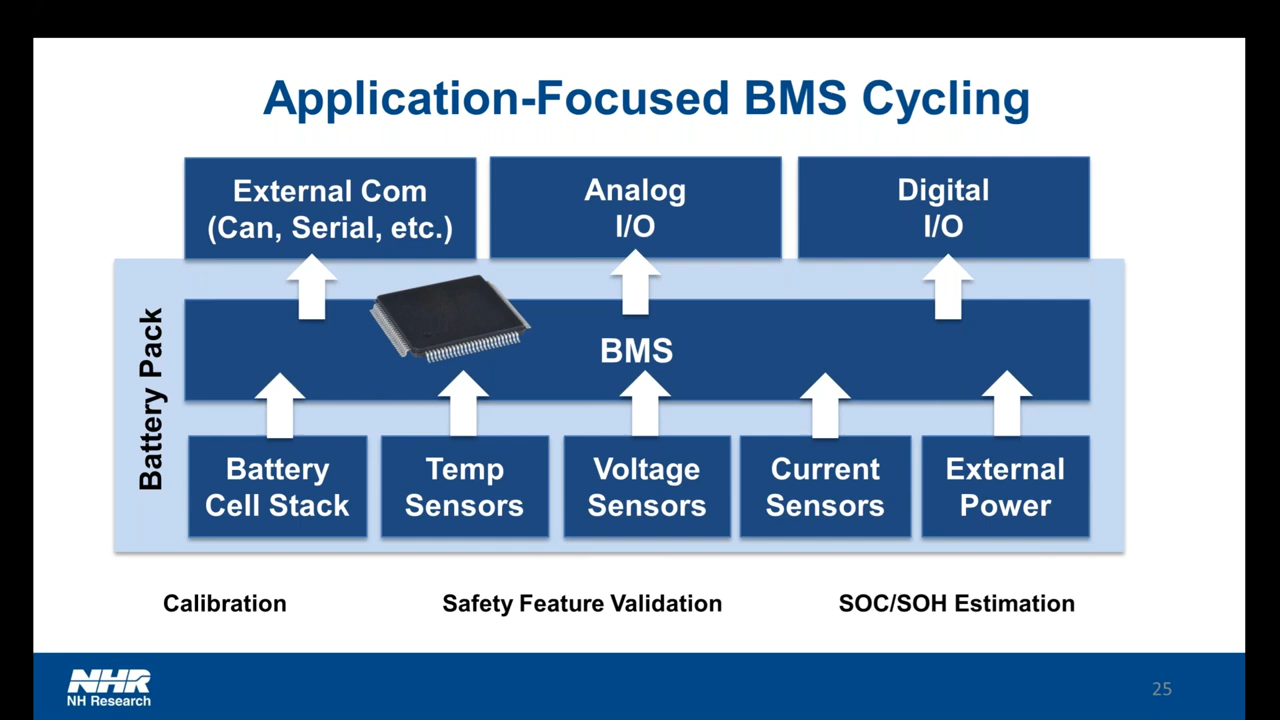 Application-Focused BMS Cycling
External Com
(Can, Serial, etc.)
Analog
I/O
Digital
I/O
Battery Pack
BMS
Battery
Cell Stack
Temp
Sensors
Voltage
Sensors
Current
Sensors
External
Power
Calibration
Safety Feature Validation
SOC/SOH Estimation
NHR
NH Research
25